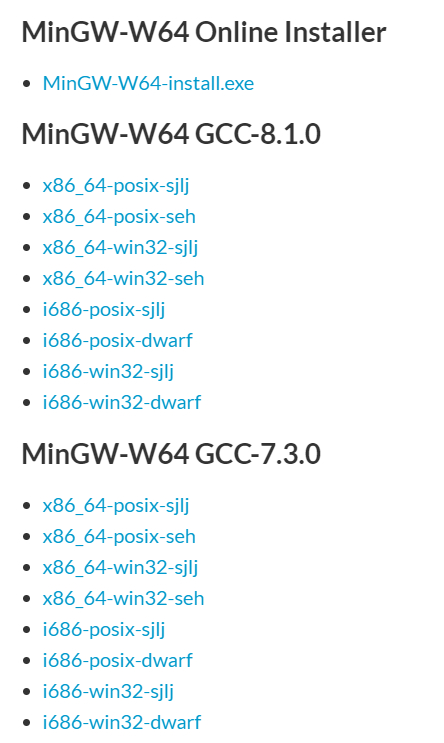 MinGW-W64 Online Installer
MinGW-W64-install.exe
MinGW-W64 GCC-8.1.0
x86_64-posix-sjlj
x86_64-posix-seh
x86_64-win32-sjlj
x86_64-win32-seh
i686-posix-sjlj
i686-posix-dwarf
i686-win32-sjlj
i686-win32-dwarf
MinGW-W64 GCC-7.3.0
x86_64-posix-sjlj
x86_64-posix-seh
x86_64-win32-sjlj
x86_64-win32-seh
i686-posix-sjlj
i686-posix-dwarf
i686-win32-sjlj
i686-win32-dwarf